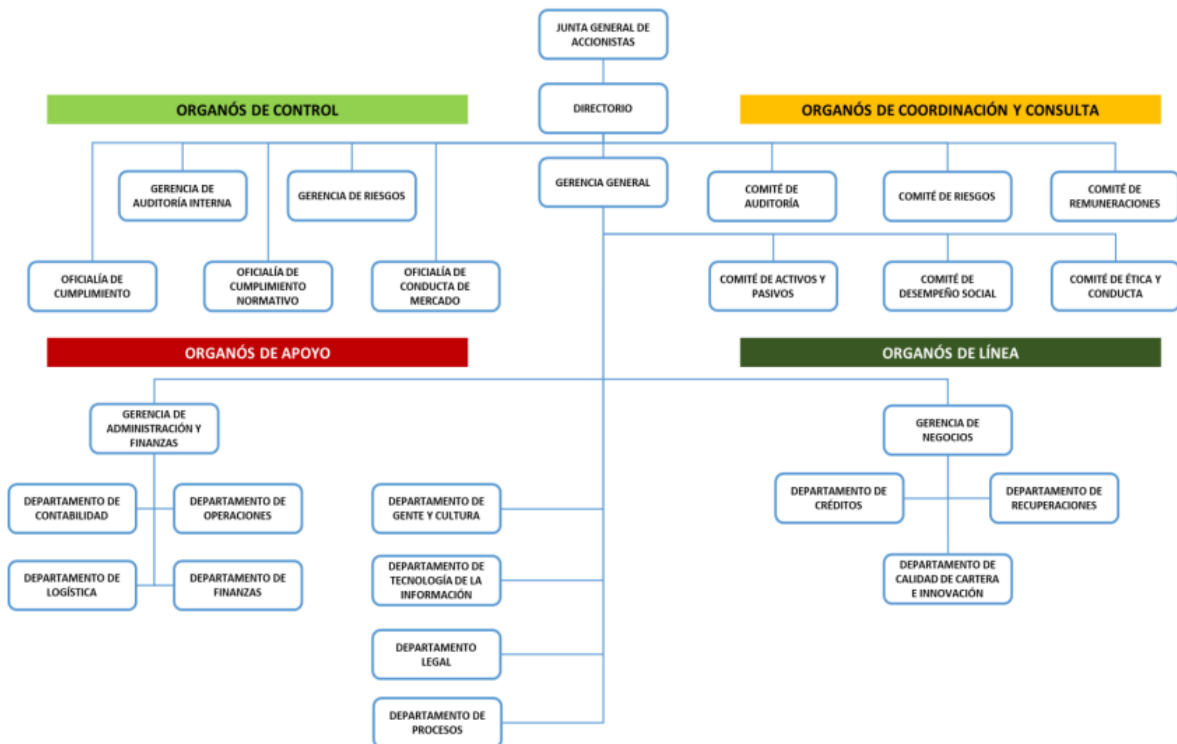 JUNTA GENERAL DE
ACCIONISTAS
ORGANÓS DE CONTROL
DIRECTORIO
ORGANÓS DE COORDINACIÓN Y CONSULTA
GERENCIA DE
AUDITORÍA INTERNA
GERENCIA DE RIESGOS
GERENCIA GENERAL
COMITÉ DE
AUDITORÍA
COMITÉ DE RIESGOS
COMITÉ DE
REMUNERACIONES
OFICIALÍA DE
CUMPLIMIENTO
OFICIALÍA DE
CUMPLIMIENTO
NORMATIVO
OFICIALÍA DE
CONDUCTA DE
MERCADO
COMITÉ DE ACTIVOS Y
PASIVOS
COMITÉ DE
DESEMPEÑO SOCIAL
COMITÉ DE ÉTICA Y
CONDUCTA
ORGANÓS DE APOYO
ORGANÓS DE LÍNEA
GERENCIA DE
ADMINISTRACIÓN Y
FINANZAS
GERENCIA DE
NEGOCIOS
DEPARTAMENTO DE
CONTABILIDAD
DEPARTAMENTO DE
OPERACIONES
DEPARTAMENTO DE
GENTE Y CULTURA
DEPARTAMENTO DE
CRÉDITOS
DEPARTAMENTO DE
RECUPERACIONES
DEPARTAMENTO DE
LOGÍSTICA
DEPARTAMENTO DE
FINANZAS
DEPARTAMENTO DE
TECNOLOGÍA DE LA
INFORMACIÓN
DEPARTAMENTO DE
CALIDAD DE CARTERA
E INNOVACIÓN
DEPARTAMENTO
LEGAL
DEPARTAMENTO DE
PROCESOS